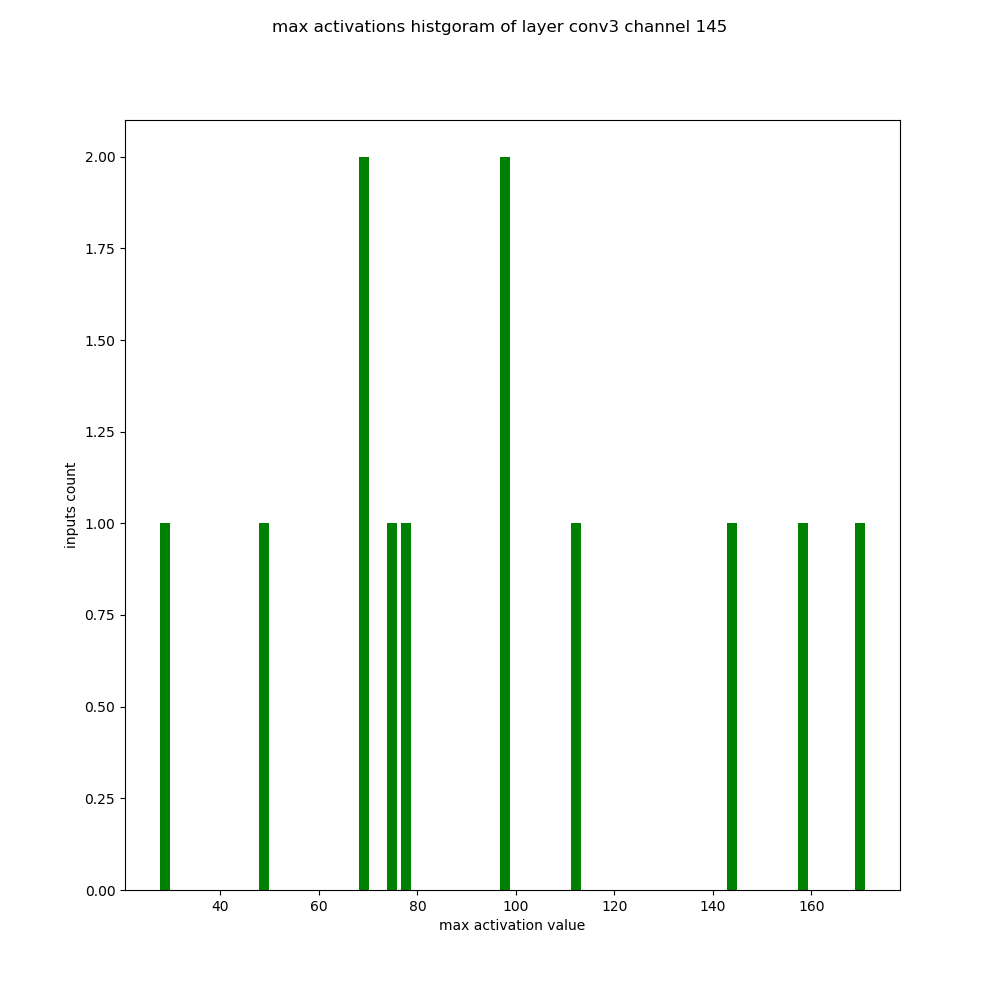 max activations histgoram of layer conv3 channel 145
2.00
1.75
1.50
1.25
1.00
0.75
0.50
0.25
0.00
inputs count
40 60 80 100 120 140 160
max activation value